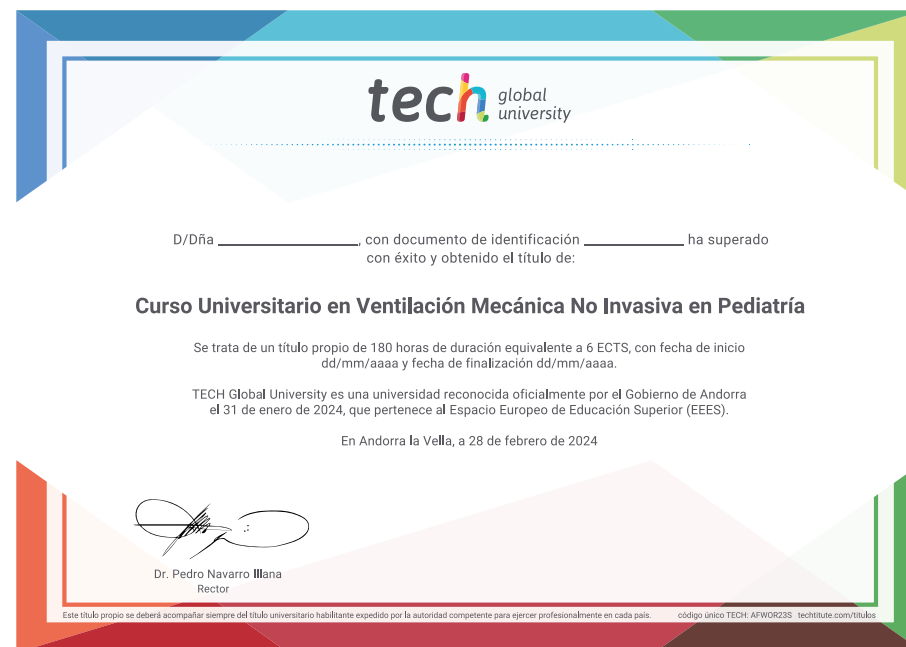 tech global university
D/Dña ____________________, con documento de identificación ______________ ha superado
con éxito y obtenido el título de:
Curso Universitario en Ventilación Mecánica No Invasiva en Pediatría
Se trata de un título propio de 180 horas de duración equivalente a 6 ECTS, con fecha de inicio
dd/mm/aaaa y fecha de finalización dd/mm/aaaa.
TECH Global University es una universidad reconocida oficialmente por el Gobierno de Andorra
el 31 de enero de 2024, que pertenece al Espacio Europeo de Educación Superior (EEES).
En Andorra la Vella, a 28 de febrero de 2024
Dr. Pedro Navarro Illana
Rector
Este título propio se deberá acompañar siempre del título universitario habilitante expedido por la autoridad competente para ejercer profesionalmente en cada país. código único TECH: AFWOR23S techtitute.com/titulos